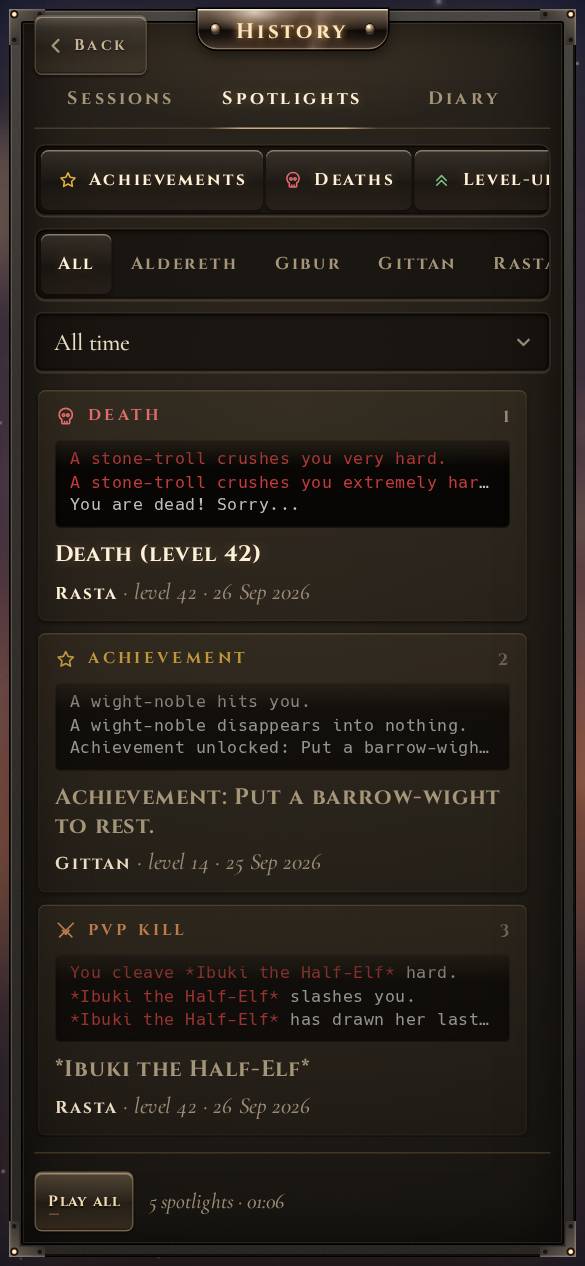 History
Back
Sessions Spotlights Diary
Achievements Deaths
All Aldereth Gibur Gittan
All time
DEATH 1
A stone-troll crushes you very hard.
A stone-troll crushes you extremely har…
You are dead! Sorry...
Death (level 42)
Rasta · level 42 · 26 Sep 2026
ACHIEVEMENT 2
A wight-noble hits you.
A wight-noble disappears into nothing.
Achievement unlocked: Put a barrow-wigh…
Achievement: Put a barrow-wight
to rest.
Gittan · level 14 · 25 Sep 2026
PVP KILL 3
You cleave *Ibuki the Half-Elf* hard.
*Ibuki the Half-Elf* slashes you.
*Ibuki the Half-Elf* has drawn her last…
*Ibuki the Half-Elf*
Rasta · level 42 · 26 Sep 2026
Play all 5 spotlights · 01:06